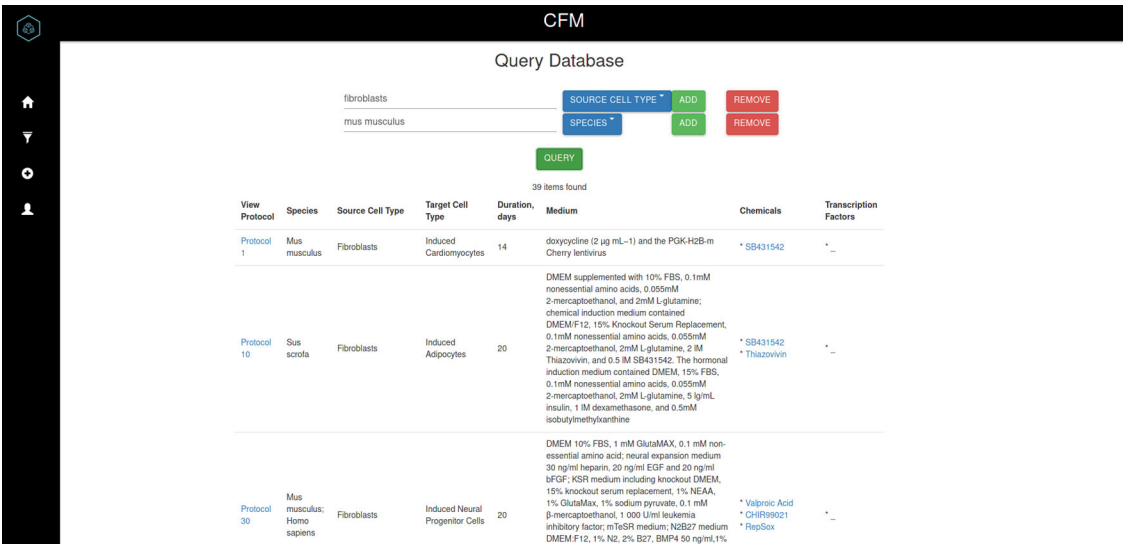 CFM
Query Database
fibroblasts SOURCE CELL TYPE ADD REMOVE
mus musculus SPECIES ADD REMOVE
QUERY
39 items found
View Protocol Species Source Cell Type Target Cell Type Duration, days Medium Chemicals Transcription Factors
Protocol 1
Mus musculus
Fibroblasts
Induced Cardiomyocytes
14
doxycycline (2 μg mL−1) and the PGK-H2B-m
Cherry lentivirus
* SB431542
* _
Protocol 10
Sus scrofa
Fibroblasts
Induced Adipocytes
20
DMEM supplemented with 10% FBS, 0.1mM
nonessential amino acids, 0.055mM
2-mercaptoethanol, and 2mM L-glutamine;
chemical induction medium contained
DMEM/F12, 15% Knockout Serum Replacement,
0.1mM nonessential amino acids, 0.055mM
2-mercaptoethanol, 2mM L-glutamine, 2 lM
Thiazovivin, and 0.5 lM SB431542. The hormonal
induction medium contained DMEM, 15% FBS,
0.1mM nonessential amino acids, 0.055mM
2-mercaptoethanol, 2mM L-glutamine, 5 lg/mL
insulin, 1 lM dexamethasone, and 0.5mM
isobutylmethylxanthine
* SB431542
* Thiazovivin
* _
Protocol 30
Mus musculus; Homo sapiens
Fibroblasts
Induced Neural Progenitor Cells
20
DMEM 10% FBS, 1 mM GlutaMAX, 0.1 mM non-
essential amino acid; neural expansion medium
30 ng/ml heparin, 20 ng/ml EGF and 20 ng/ml
bFGF; KSR medium including knockout DMEM,
15% knockout serum replacement, 1% NEAA,
1% GlutaMax, 1% sodium pyruvate, 0.1 mM
β-mercaptoethanol, 1 000 U/ml leukemia
inhibitory factor; mTeSR medium; N2B27 medium
DMEM:F12, 1% N2, 2% B27, BMP4 50 ng/ml,1%
* Valproic Acid
* CHIR99021
* RepSox
* _